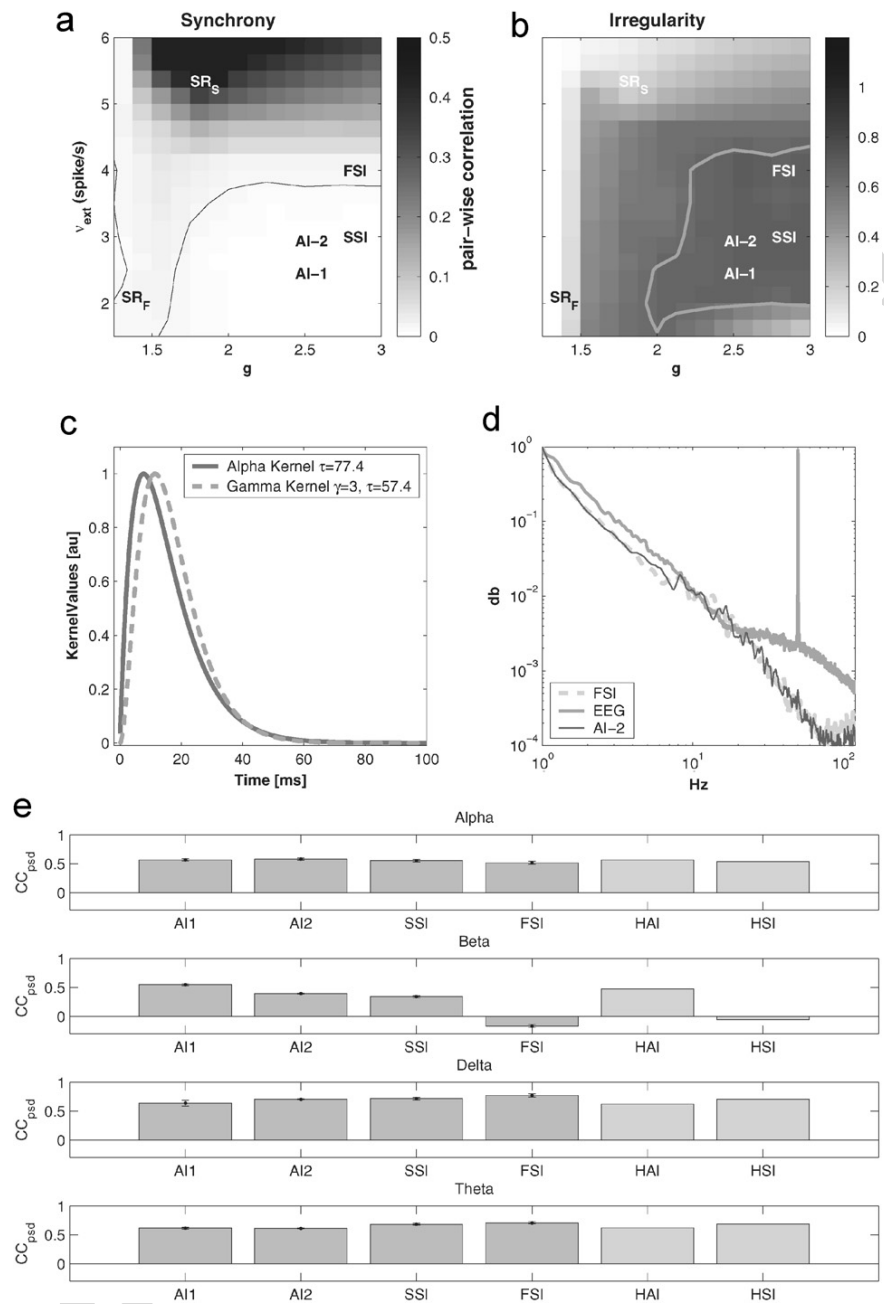 a
Synchrony
6
5
4
3
2
ν_ext (spike/s)
SR_S
FSI
AI-2
SSI
AI-1
SR_F
1.5
2
2.5
3
g
0.5
0.4
0.3
0.2
0.1
0
pair-wise correlation
b
Irregularity
SR_S
FSI
AI-2
SSI
AI-1
SR_F
1.5
2
2.5
3
g
1
0.8
0.6
0.4
0.2
0
c
Alpha Kernel τ=77.4
Gamma Kernel γ=3, τ=57.4
1
0.8
0.6
0.4
0.2
0
KernelValues [au]
0
20
40
60
80
100
Time [ms]
d
10^0
10^-1
10^-2
10^-3
10^-4
db
FSI
EEG
AI-2
10^0
10^1
10^2
Hz
e
Alpha
1
0.5
0
CC_psd
AI1
AI2
SSI
FSI
HAI
HSI
Beta
1
0.5
0
CC_psd
AI1
AI2
SSI
FSI
HAI
HSI
Delta
1
0.5
0
CC_psd
AI1
AI2
SSI
FSI
HAI
HSI
Theta
1
0.5
0
CC_psd
AI1
AI2
SSI
FSI
HAI
HSI